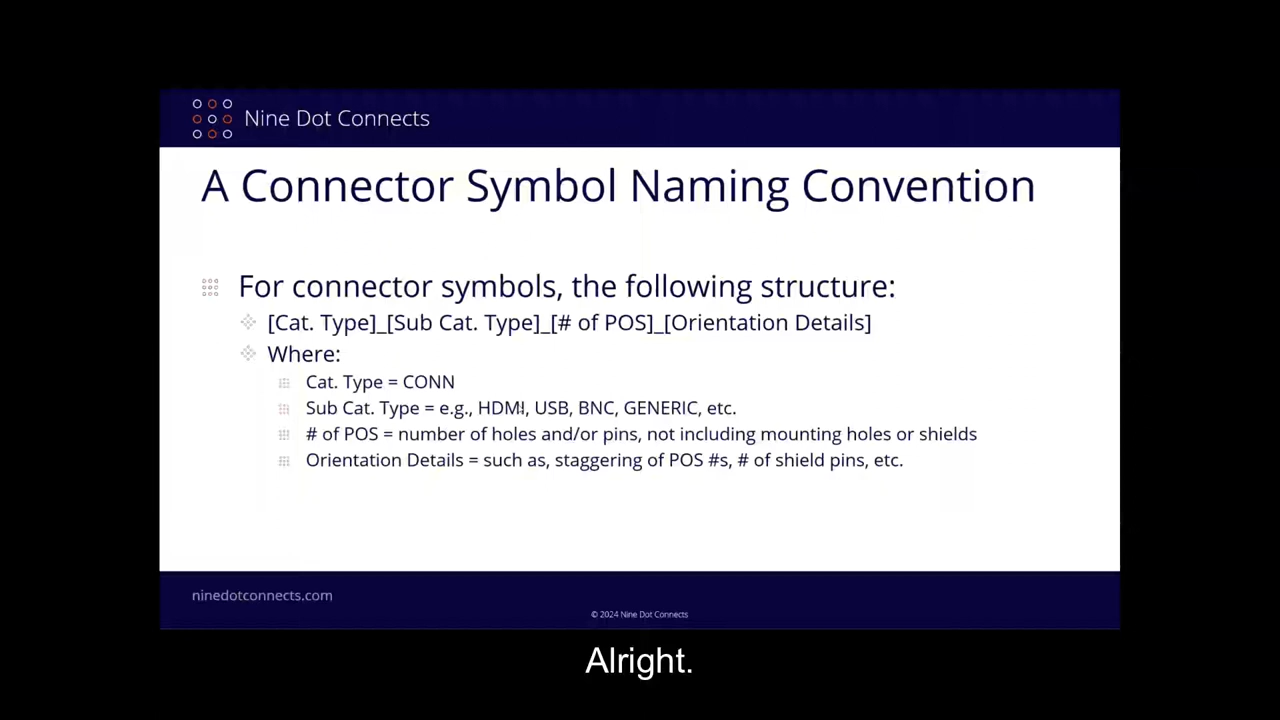 Nine Dot Connects
A Connector Symbol Naming Convention
For connector symbols, the following structure:
[Cat. Type]_[Sub Cat. Type]_[# of POS]_[Orientation Details]
Where:
Cat. Type = CONN
Sub Cat. Type = e.g., HDMI, USB, BNC, GENERIC, etc.
# of POS = number of holes and/or pins, not including mounting holes or shields
Orientation Details = such as, staggering of POS #s, # of shield pins, etc.
ninedotconnects.com
© 2024 Nine Dot Connects
Alright.